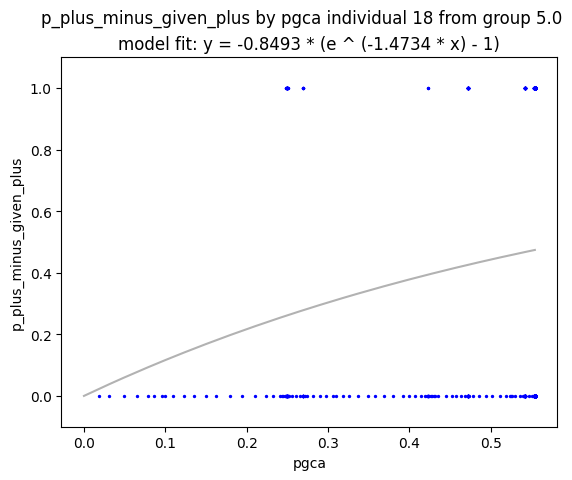 p_plus_minus_given_plus by pgca individual 18 from group 5.0
model fit: y = -0.8493 * (e ^ (-1.4734 * x) - 1)
1.0
0.8
0.6
0.4
0.2
0.0
p_plus_minus_given_plus
0.0 0.1 0.2 0.3 0.4 0.5
pgca